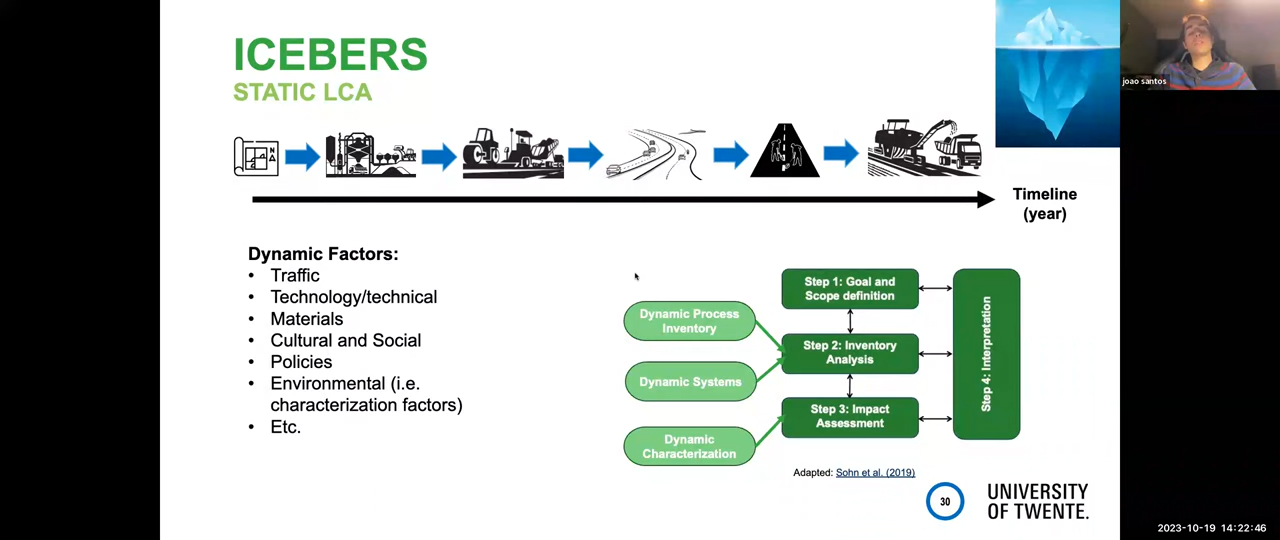 ICEBERS
STATIC LCA
joao santos
Timeline
(year)
Dynamic Factors:
• Traffic
• Technology/technical
• Materials
• Cultural and Social
• Policies
• Environmental (i.e.
characterization factors)
• Etc.
Step 1: Goal and
Scope definition
Dynamic Process
Inventory
Step 2: Inventory
Analysis
Dynamic Systems
Step 3: Impact
Assessment
Dynamic
Characterization
Step 4: Interpretation
Adapted: Sohn et al. (2019)
30
UNIVERSITY
OF TWENTE.
2023-10-19 14:22:46